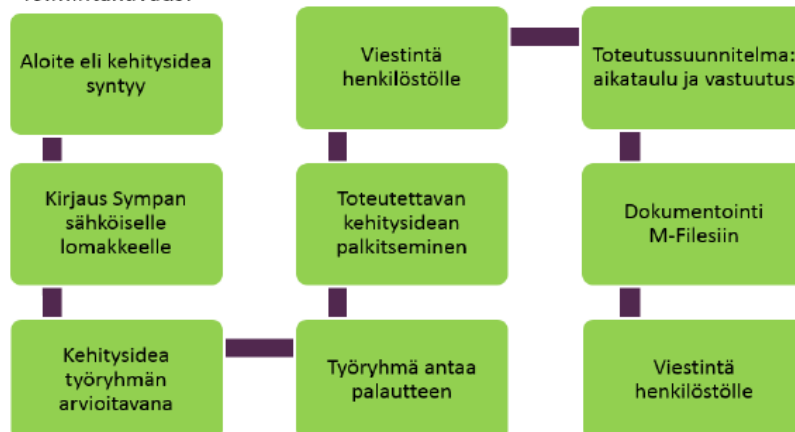 Aloite eli kehitysidea
syntyy
Kirjaus Sympan
sähköiselle
lomakkeelle
Kehitysidea
työryhmän
arvioitavana
Työryhmä antaa
palautteen
Toteutettavan
kehitysidean
palkitseminen
Viestintä
henkilöstölle
Toteutussuunnitelma:
aikataulu ja vastuutus
Dokumentointi
M-Filesiin
Viestintä
henkilöstölle